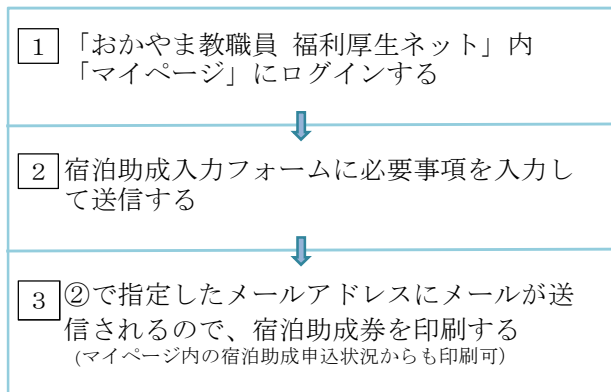 1 「おかやま教職員 福利厚生ネット」内
「マイページ」にログインする
2 宿泊助成入力フォームに必要事項を入力し
て送信する
3 ②で指定したメールアドレスにメールが送
信されるので、宿泊助成券を印刷する
(マイページ内の宿泊助成申込状況からも印刷可)